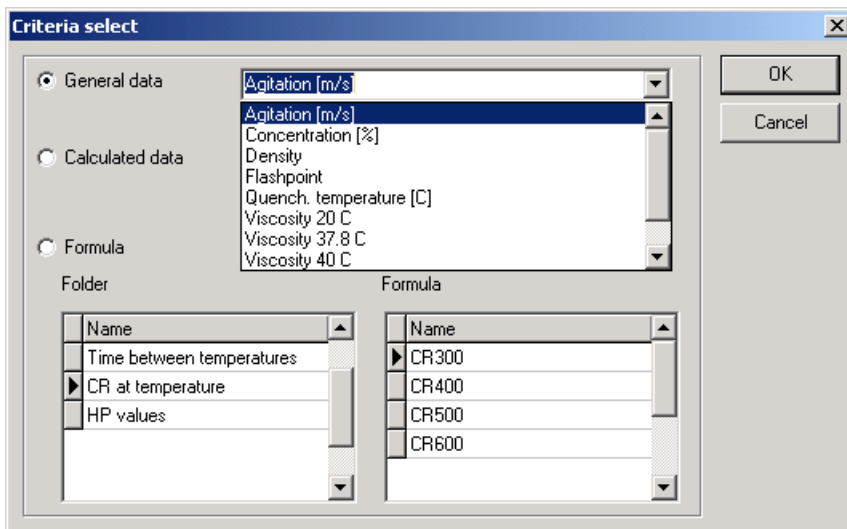 Criteria select
OK
Cancel
General data
Agitation [m/s]
Agitation [m/s]
Concentration [%]
Density
Flashpoint
Quench. temperature [C]
Viscosity 20 C
Viscosity 37.8 C
Viscosity 40 C
Calculated data
Formula
Folder
Name
Time between temperatures
CR at temperature
HP values
Formula
Name
CR300
CR400
CR500
CR600